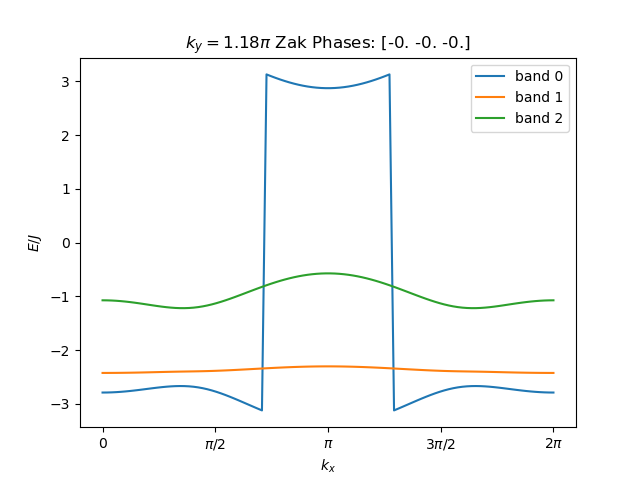 $k_y = 1.18\pi$ Zak Phases: [-0. -0. -0.]
band 0
band 1
band 2
3
2
1
0
−1
−2
−3
E/J
0
π/2
π
3π/2
2π
$k_x$